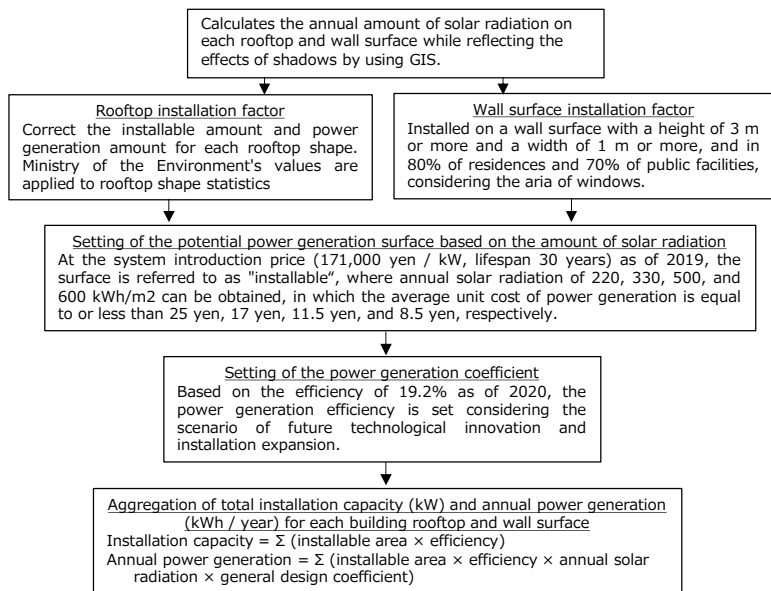 Calculates the annual amount of solar radiation on
each rooftop and wall surface while reflecting the
effects of shadows by using GIS.
Rooftop installation factor
Correct the installable amount and power
generation amount for each rooftop shape.
Ministry of the Environment's values are
applied to rooftop shape statistics
Wall surface installation factor
Installed on a wall surface with a height of 3 m
or more and a width of 1 m or more, and in
80% of residences and 70% of public facilities,
considering the aria of windows.
Setting of the potential power generation surface based on the amount of solar radiation
At the system introduction price (171,000 yen / kW, lifespan 30 years) as of 2019, the
surface is referred to as "installable“, where annual solar radiation of 220, 330, 500, and
600 kWh/m2 can be obtained, in which the average unit cost of power generation is equal
to or less than 25 yen, 17 yen, 11.5 yen, and 8.5 yen, respectively.
Setting of the power generation coefficient
Based on the efficiency of 19.2% as of 2020, the
power generation efficiency is set considering the
scenario of future technological innovation and
installation expansion.
Aggregation of total installation capacity (kW) and annual power generation
(kWh / year) for each building rooftop and wall surface
Installation capacity = Σ (installable area × efficiency)
Annual power generation = Σ (installable area × efficiency × annual solar
radiation × general design coefficient)